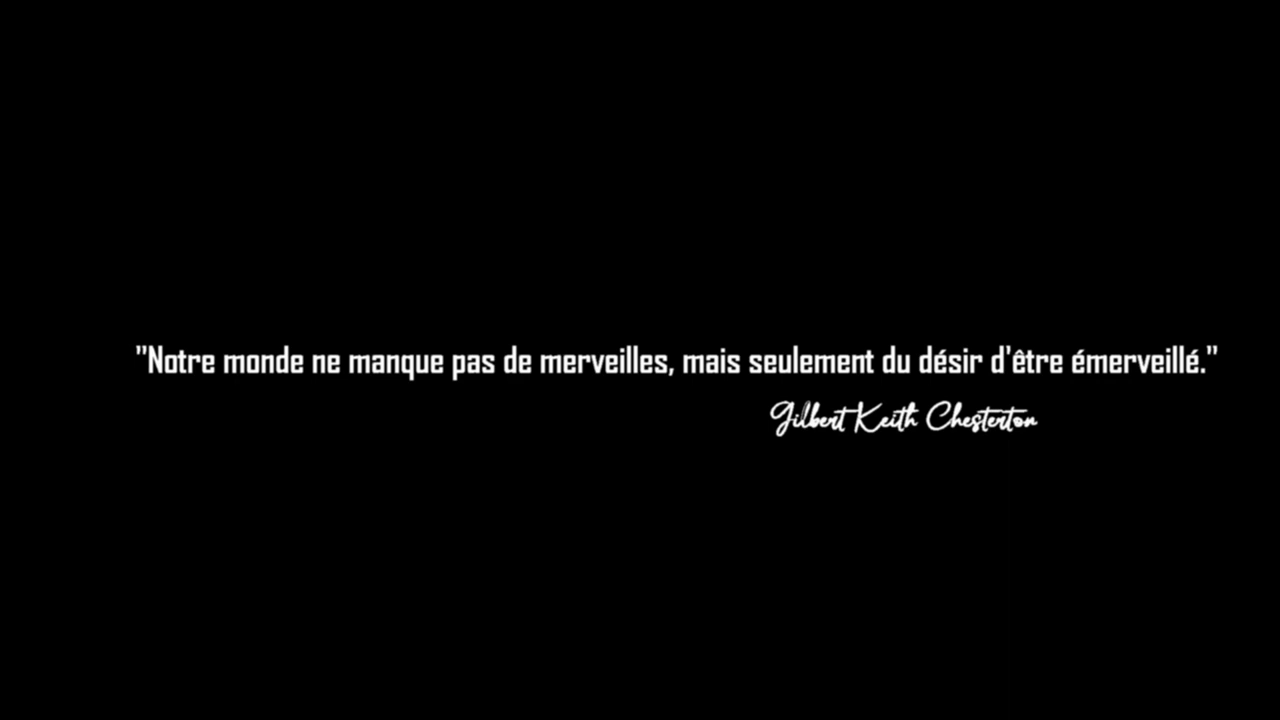 "Notre monde ne manque pas de merveilles, mais seulement du désir d'être émerveillé."
Gilbert Keith Chesterton